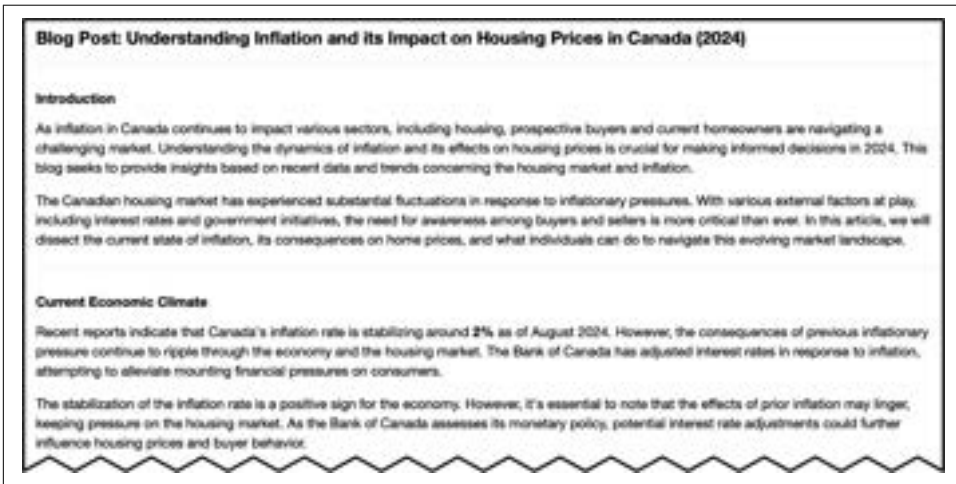 Blog Post: Understanding Inflation and its Impact on Housing Prices in Canada (2024)
Introduction
As inflation in Canada continues to impact various sectors, including housing, prospective buyers and current homeowners are navigating a
challenging market. Understanding the dynamics of inflation and its effects on housing prices is crucial for making informed decisions in 2024. This
blog seeks to provide insights based on recent data and trends concerning the housing market and inflation.
The Canadian housing market has experienced substantial fluctuations in response to inflationary pressures. With various external factors at play,
including interest rates and government initiatives, the need for awareness among buyers and sellers is more critical than ever. In this article, we will
dissect the current state of inflation, its consequences on home prices, and what individuals can do to navigate this evolving market landscape.
Current Economic Climate
Recent reports indicate that Canada's inflation rate is stabilizing around 2% as of August 2024. However, the consequences of previous inflationary
pressure continue to ripple through the economy and the housing market. The Bank of Canada has adjusted interest rates in response to inflation,
attempting to alleviate mounting financial pressures on consumers.
The stabilization of the inflation rate is a positive sign for the economy. However, it's essential to note that the effects of prior inflation may linger,
keeping pressure on the housing market. As the Bank of Canada assesses its monetary policy, potential interest rate adjustments could further
influence housing prices and buyer behavior.